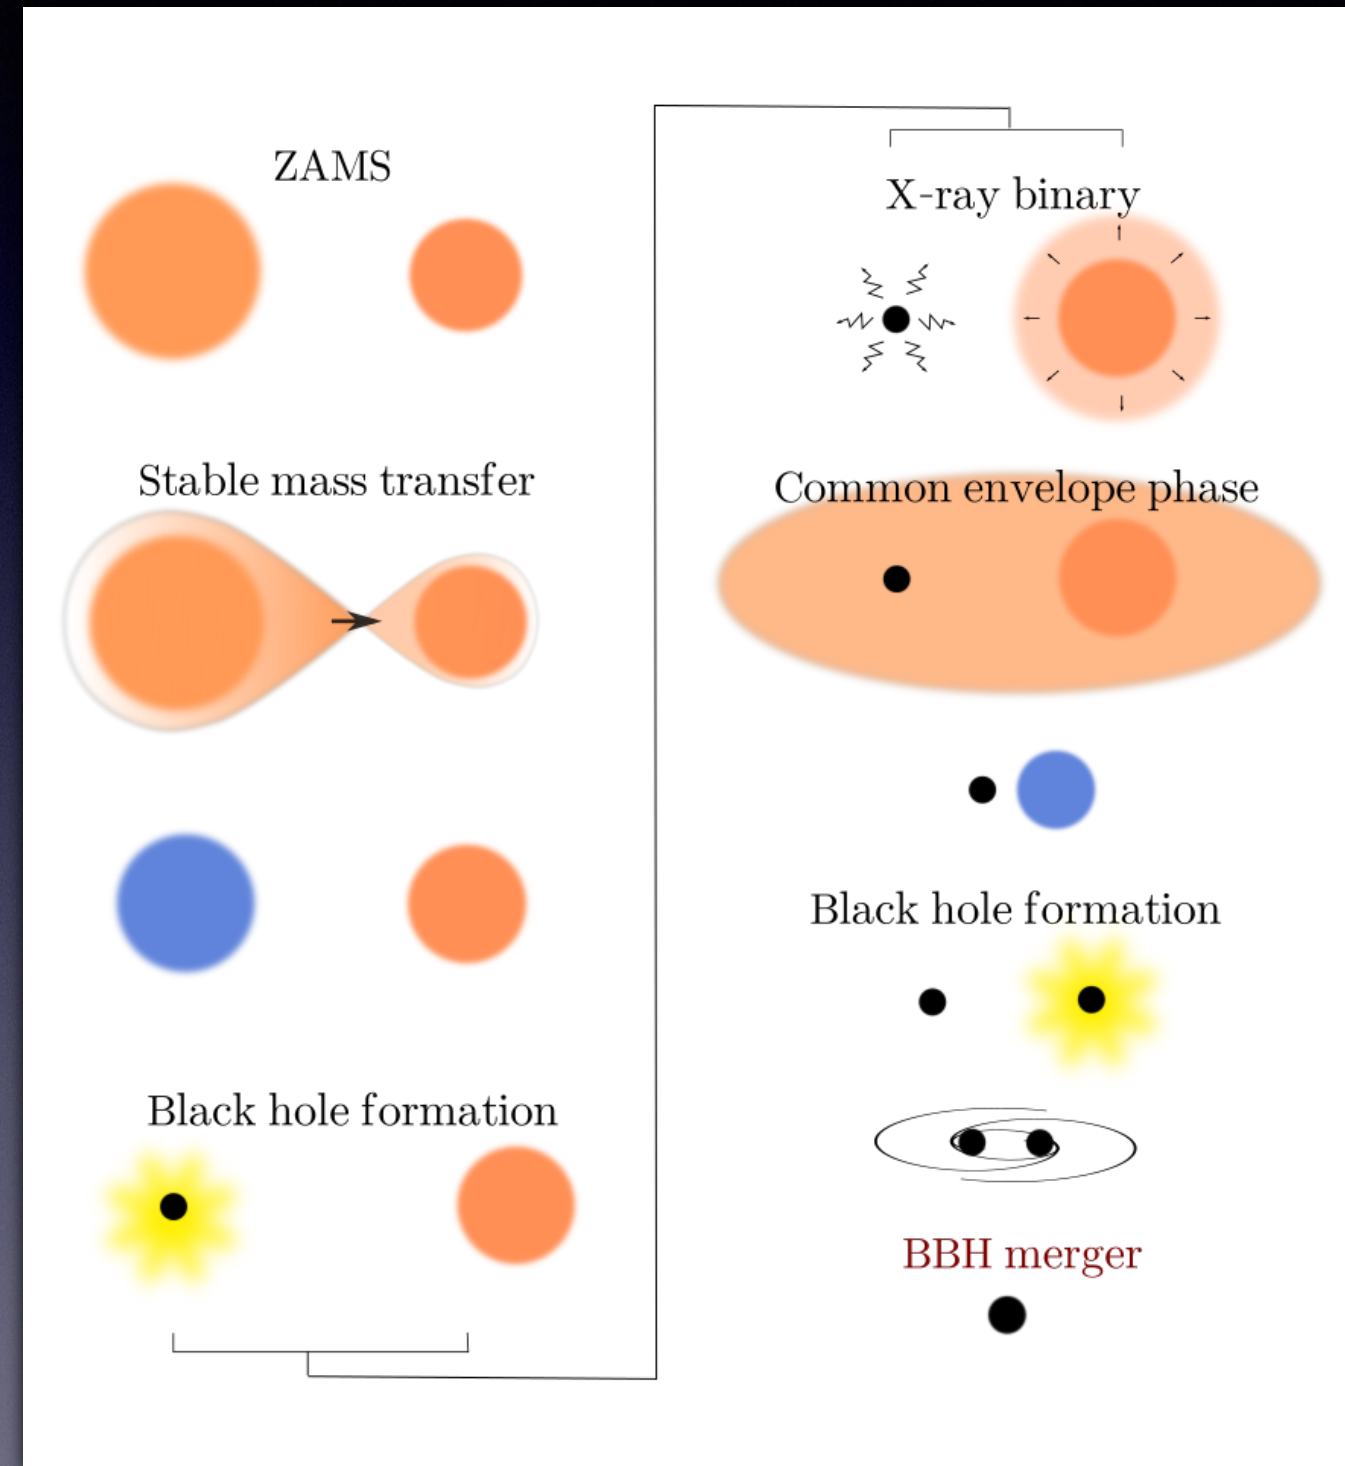 ZAMS
Stable mass transfer
Black hole formation
X-ray binary
Common envelope phase
Black hole formation
BBH merger